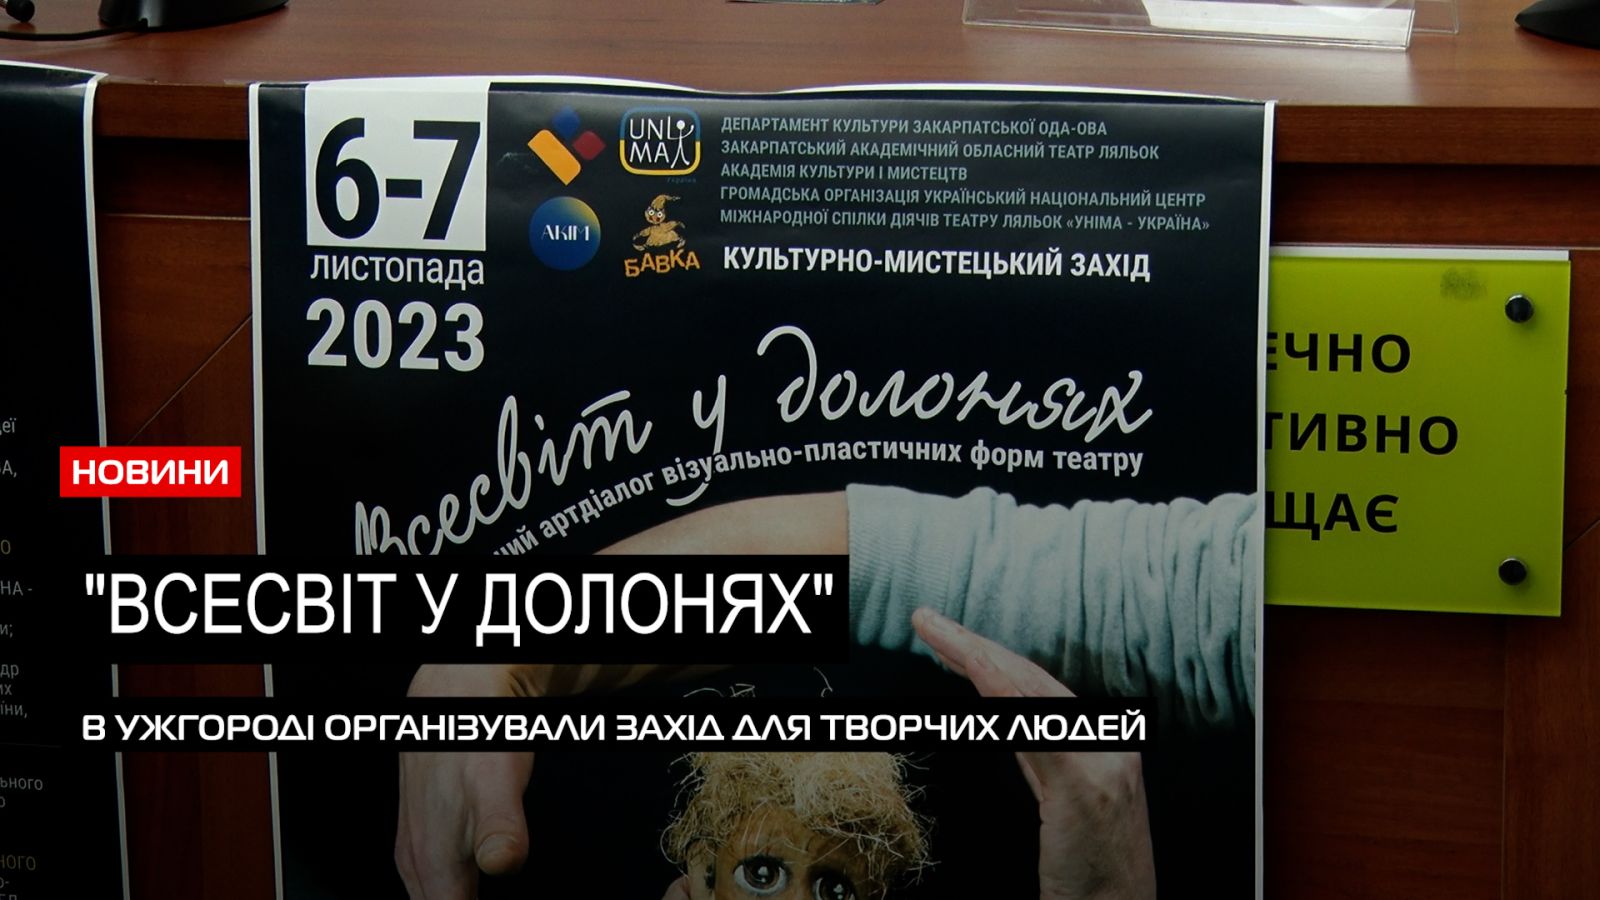 6-7
листопада
2023
UNI
MA
АКІМ
БАВКА
ДЕПАРТАМЕНТ КУЛЬТУРИ ЗАКАРПАТСЬКОЇ ОДА-ОВА
ЗАКАРПАТСЬКИЙ АКАДЕМІЧНИЙ ОБЛАСНИЙ ТЕАТР ЛЯЛЬОК
АКАДЕМІЯ КУЛЬТУРИ І МИСТЕЦТВ
ГРОМАДСЬКА ОРГАНІЗАЦІЯ УКРАЇНСЬКИЙ НАЦІОНАЛЬНИЙ ЦЕНТР
МІЖНАРОДНОЇ СПІЛКИ ДІЯЧІВ ТЕАТРУ ЛЯЛЬОК «УНІМА - УКРАЇНА»
КУЛЬТУРНО-МИСТЕЦЬКИЙ ЗАХІД
Всесвіт у долонях
артдіалог візуально-пластичних форм театру
НОВИНИ
"ВСЕСВІТ У ДОЛОНЯХ"
В УЖГОРОДІ ОРГАНІЗУВАЛИ ЗАХІД ДЛЯ ТВОРЧИХ ЛЮДЕЙ
ЕЧНО
ТИВНО
ЩАЄ